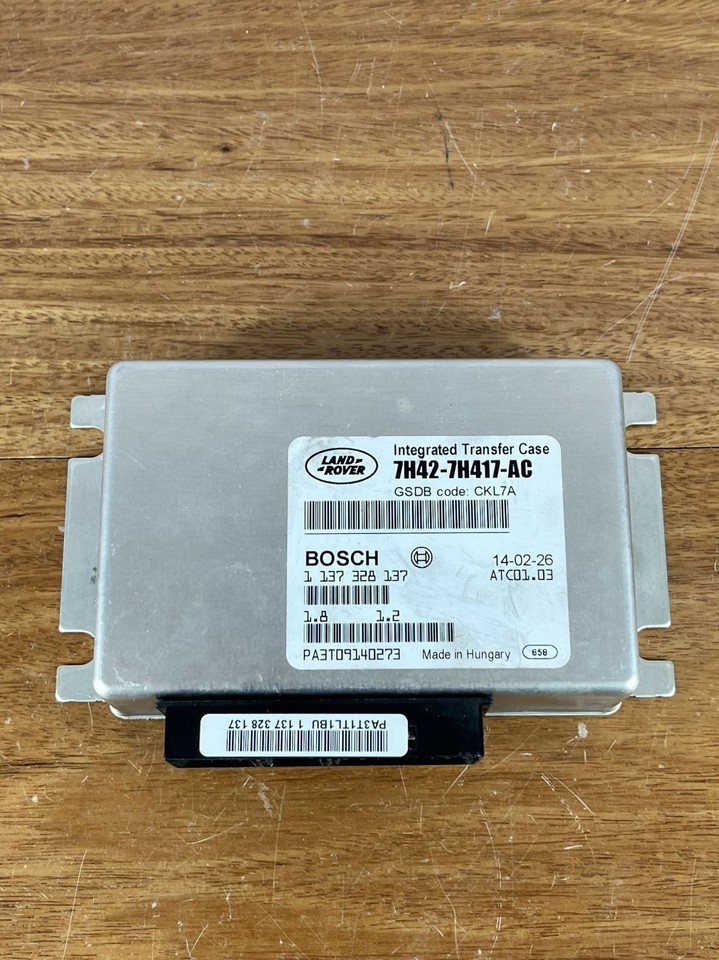 LAND-
-ROVER
Integrated Transfer Case
7H42-7H417-AC
GSDB code: CKL7A
BOSCH 14-02-26
1 137 328 137 ATC01.03
1.8 1.2
PA3T09140273 Made in Hungary 658
PA3T11TL1BU 1 137 328 137